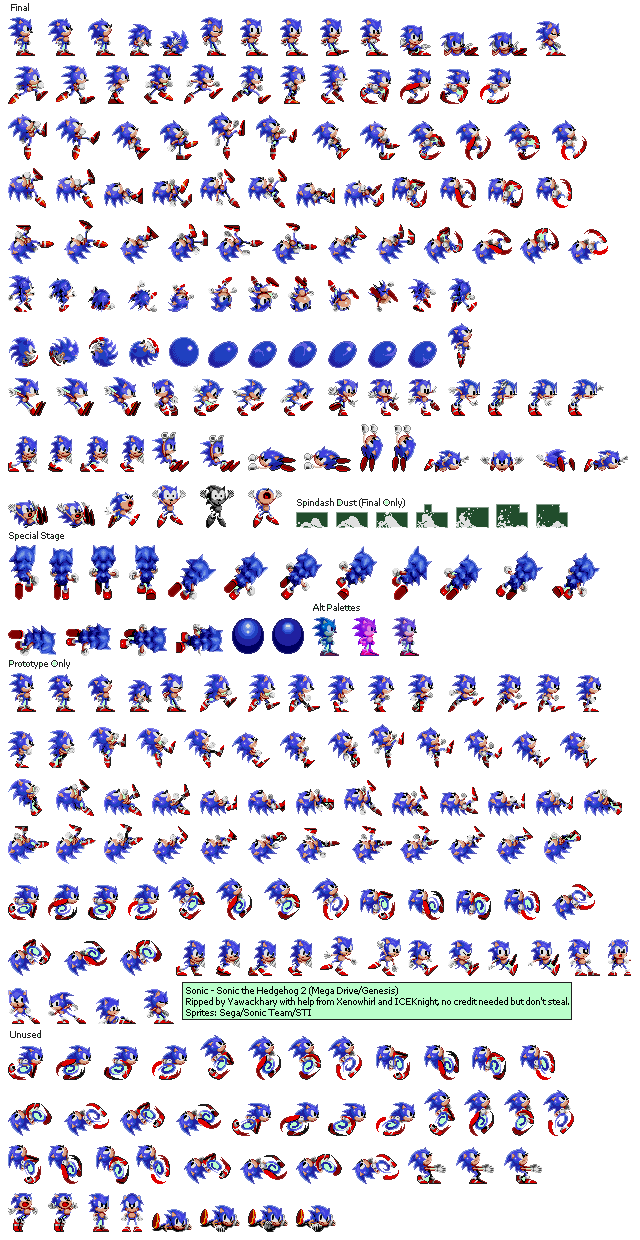 Final
Spindash Dust (Final Only)
Special Stage
Alt Palettes
Prototype Only
Sonic - Sonic the Hedgehog 2 (Mega Drive/Genesis)
Ripped by Yawackhary with help from Xenowhirl and ICEKnight, no credit needed but don't steal.
Sprites: Sega/Sonic Team/STI
Unused